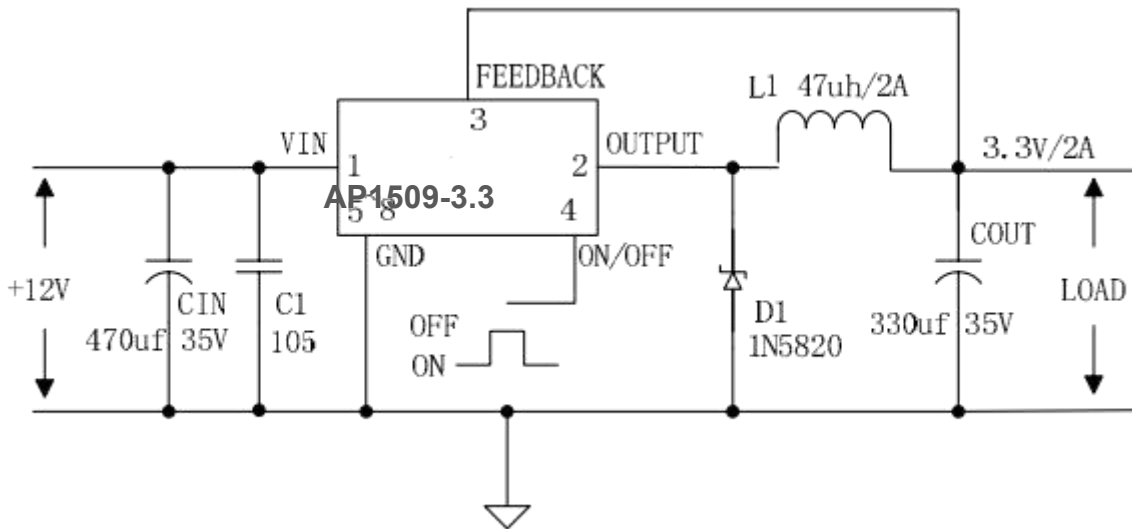 FEEDBACK
3
L1 47uh/2A
VIN
OUTPUT
3.3V/2A
1
2
AP1509-3.3
5~8
4
GND
ON/OFF
COUT
+12V
CIN
C1
470uf 35V
105
OFF
ON
D1
1N5820
330uf 35V
LOAD